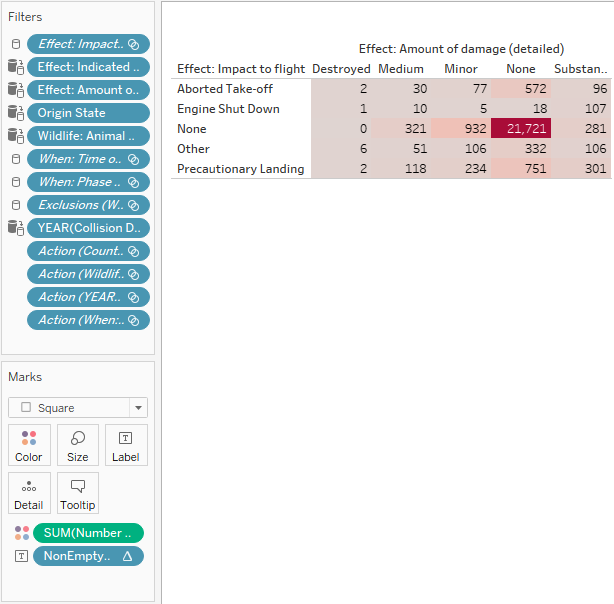 Filters
Effect: Impact..
Effect: Indicated ..
Effect: Amount o..
Origin State
Wildlife: Animal ..
When: Time o..
When: Phase ..
Exclusions (W..
YEAR(Collision D..
Action (Count..
Action (Wildlif..
Action (YEAR..
Action (When:..
Marks
Square
Color Size Label
Detail Tooltip
SUM(Number ..
T NonEmpty.. Δ
Effect: Amount of damage (detailed)
Effect: Impact to flight Destroyed Medium Minor None Substan..
Aborted Take-off 2 30 77 572 96
Engine Shut Down 1 10 5 18 107
None 0 321 932 21,721 281
Other 6 51 106 332 106
Precautionary Landing 2 118 234 751 301